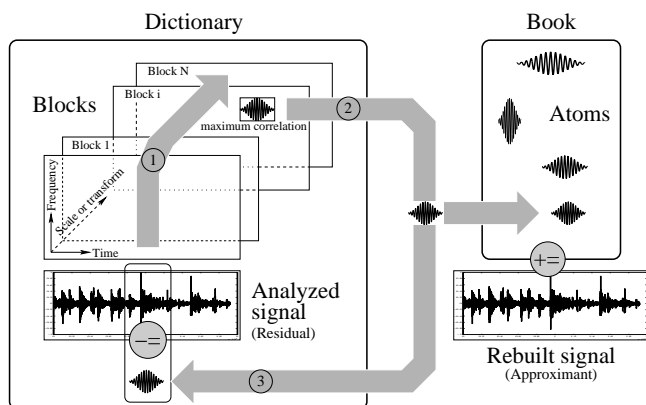 Dictionary
Book
Block N
Block i
Blocks
maximum correlation
2
Atoms
Block 1
1
Frequency
Scale or transform
Time
+=
Analyzed
signal
(Residual)
−=
Rebuilt signal
(Approximant)
3